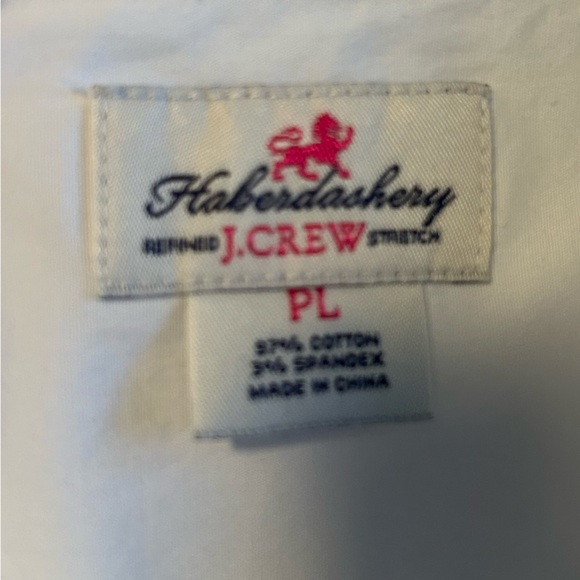 Haberdashery
REFINED J.CREW STRETCH
PL
97% COTTON
3% SPANDEX
MADE IN CHINA